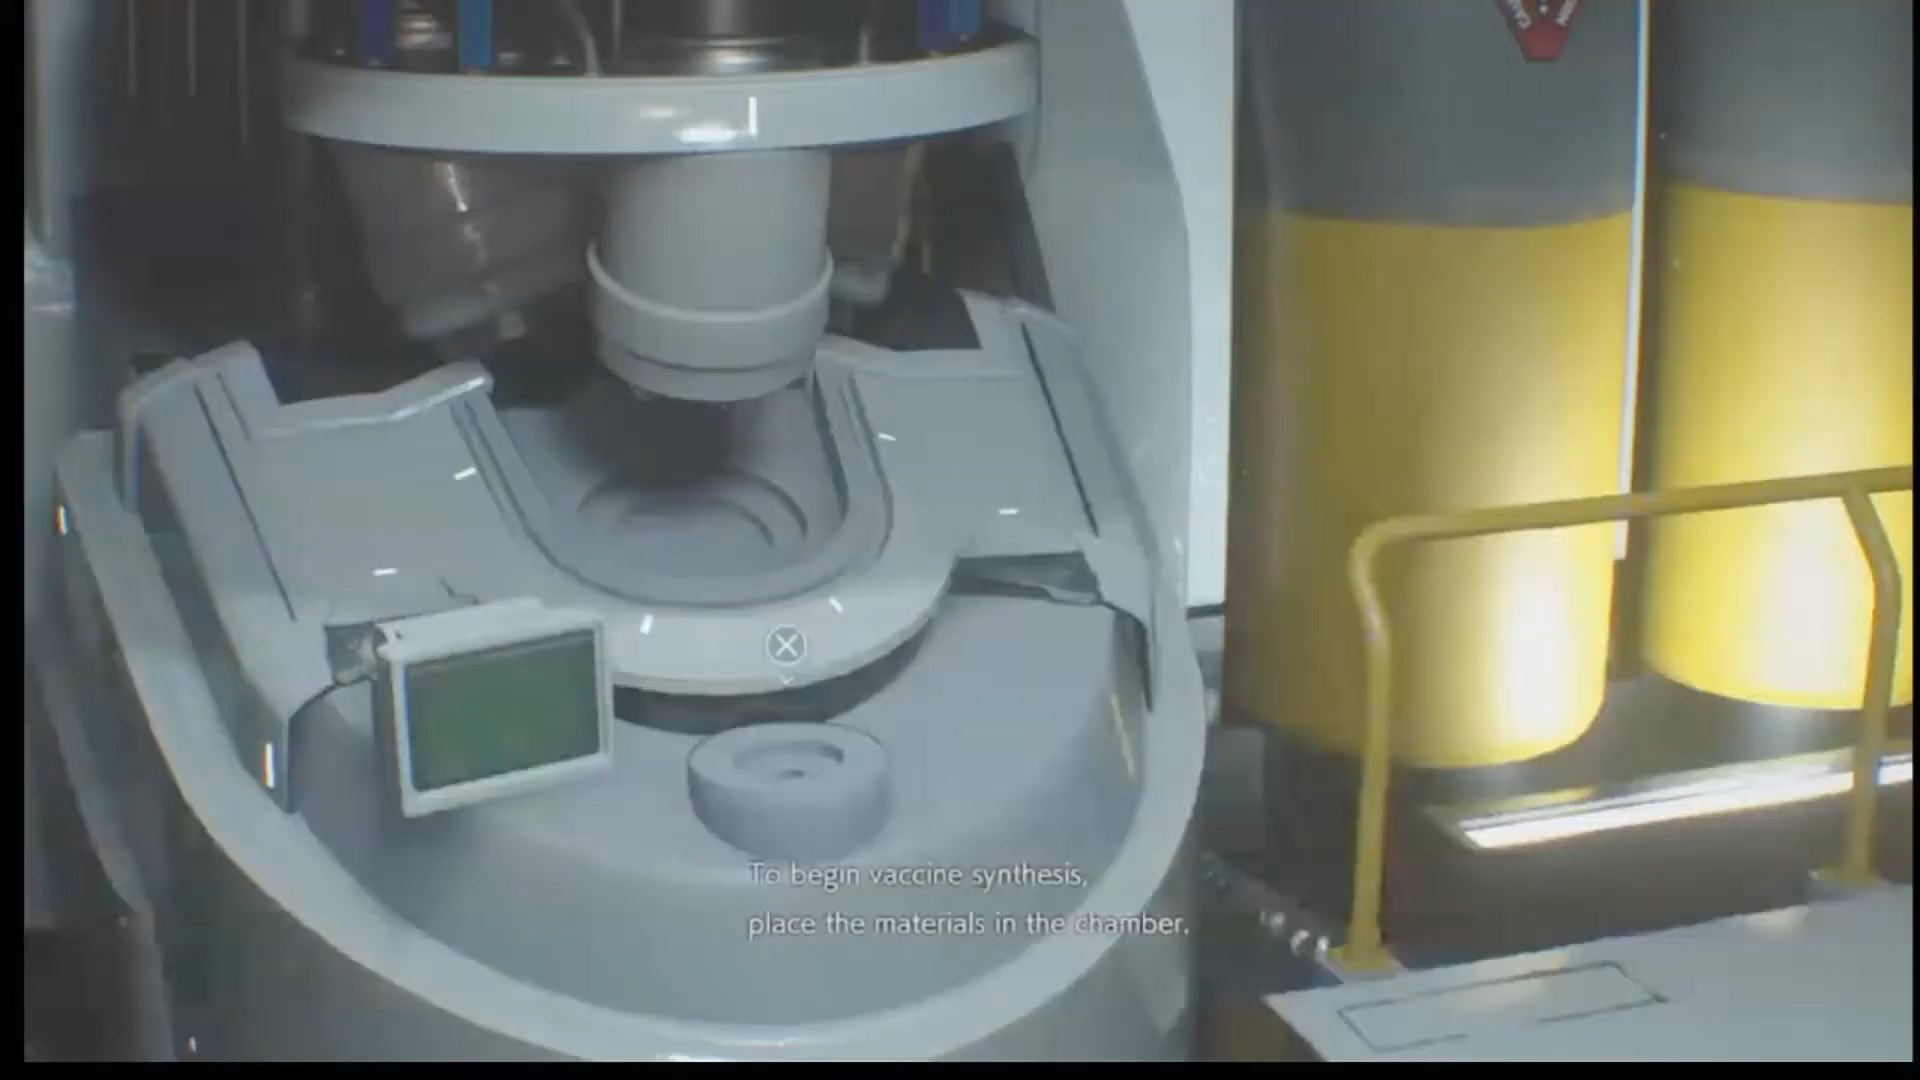 To begin vaccine synthesis,
place the materials in the chamber.